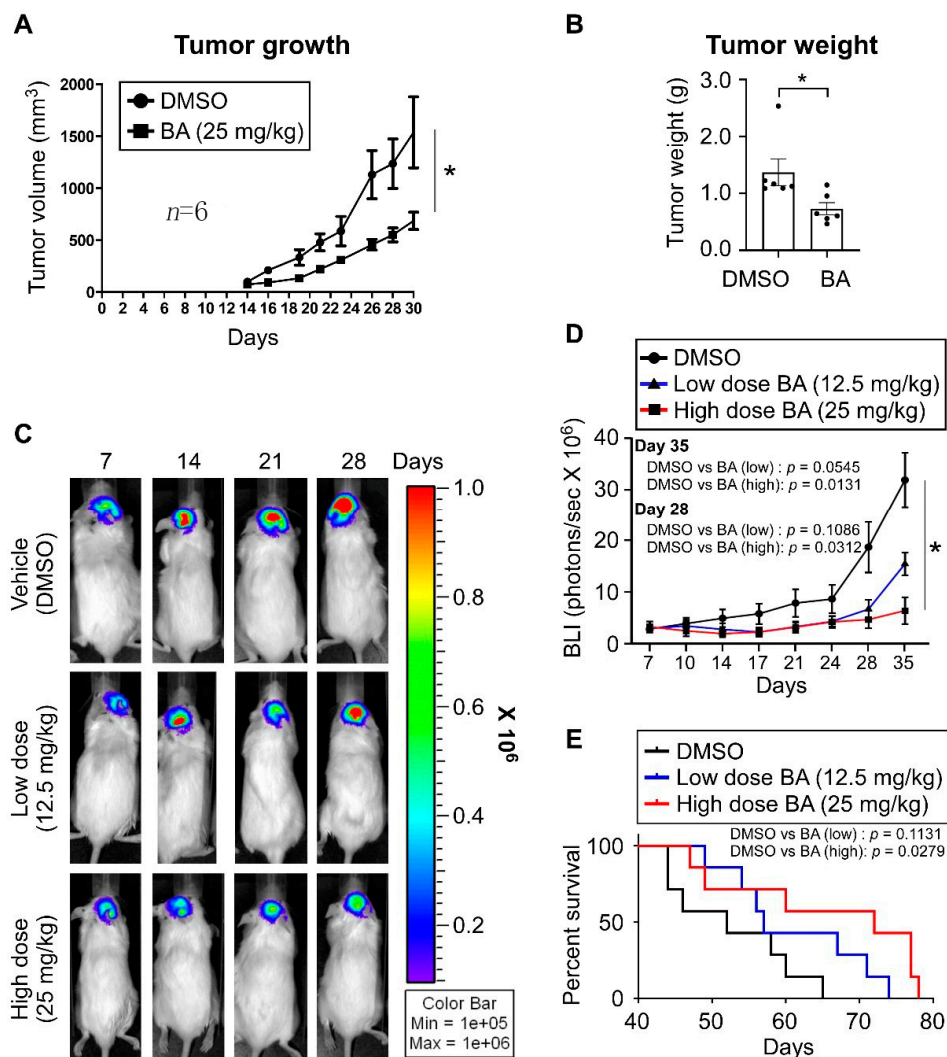 A
Tumor growth
Tumor volume (mm³)
2000
1500
1000
500
0
DMSO
BA (25 mg/kg)
n=6
*
0 2 4 6 8 10 12 14 16 18 20 22 24 26 28 30
Days
B
Tumor weight
Tumor weight (g)
3.0
2.0
1.0
0.0
*
DMSO BA
C
7 14 21 28 Days
Vehicle
(DMSO)
Low dose
(12.5 mg/kg)
High dose
(25 mg/kg)
1.0
0.8
0.6
0.4
0.2
X 10⁶
Color Bar
Min = 1e+05
Max = 1e+06
D
DMSO
Low dose BA (12.5 mg/kg)
High dose BA (25 mg/kg)
BLI (photons/sec X 10⁶)
40
30
20
10
0
Day 35
DMSO vs BA (low) : p = 0.0545
DMSO vs BA (high): p = 0.0131
Day 28
DMSO vs BA (low) : p = 0.1086
DMSO vs BA (high): p = 0.0312
*
7 10 14 17 21 24 28 35
Days
E
DMSO
Low dose BA (12.5 mg/kg)
High dose BA (25 mg/kg)
DMSO vs BA (low) : p = 0.1131
DMSO vs BA (high): p = 0.0279
Percent survival
100
50
0
40 50 60 70 80
Days